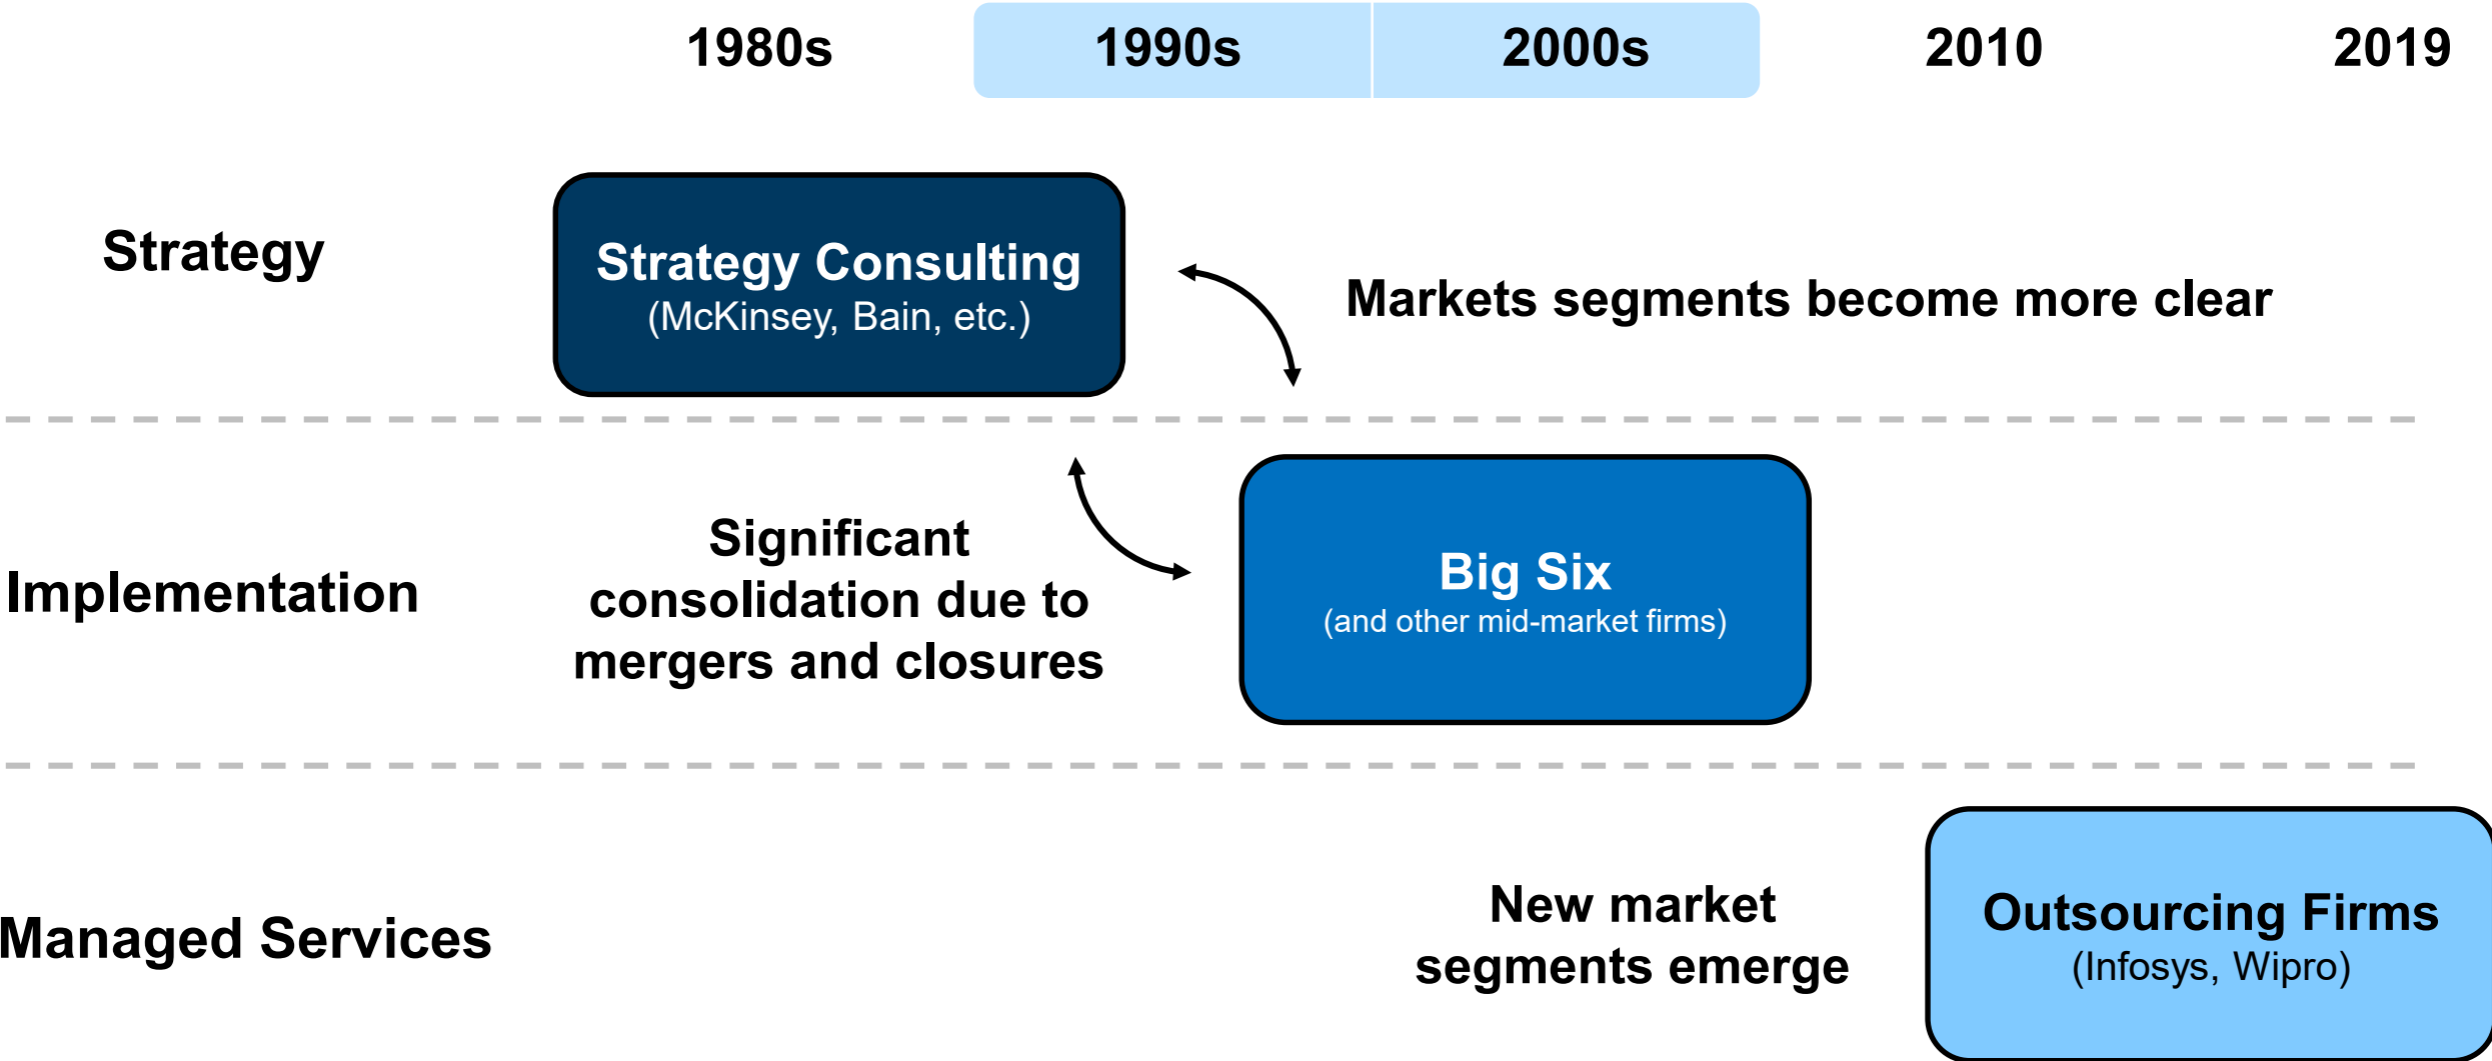 1980s 1990s 2000s 2010 2019
Strategy
Strategy Consulting
(McKinsey, Bain, etc.)
Markets segments become more clear
Implementation
Significant
consolidation due to
mergers and closures
Big Six
(and other mid-market firms)
Managed Services
New market
segments emerge
Outsourcing Firms
(Infosys, Wipro)